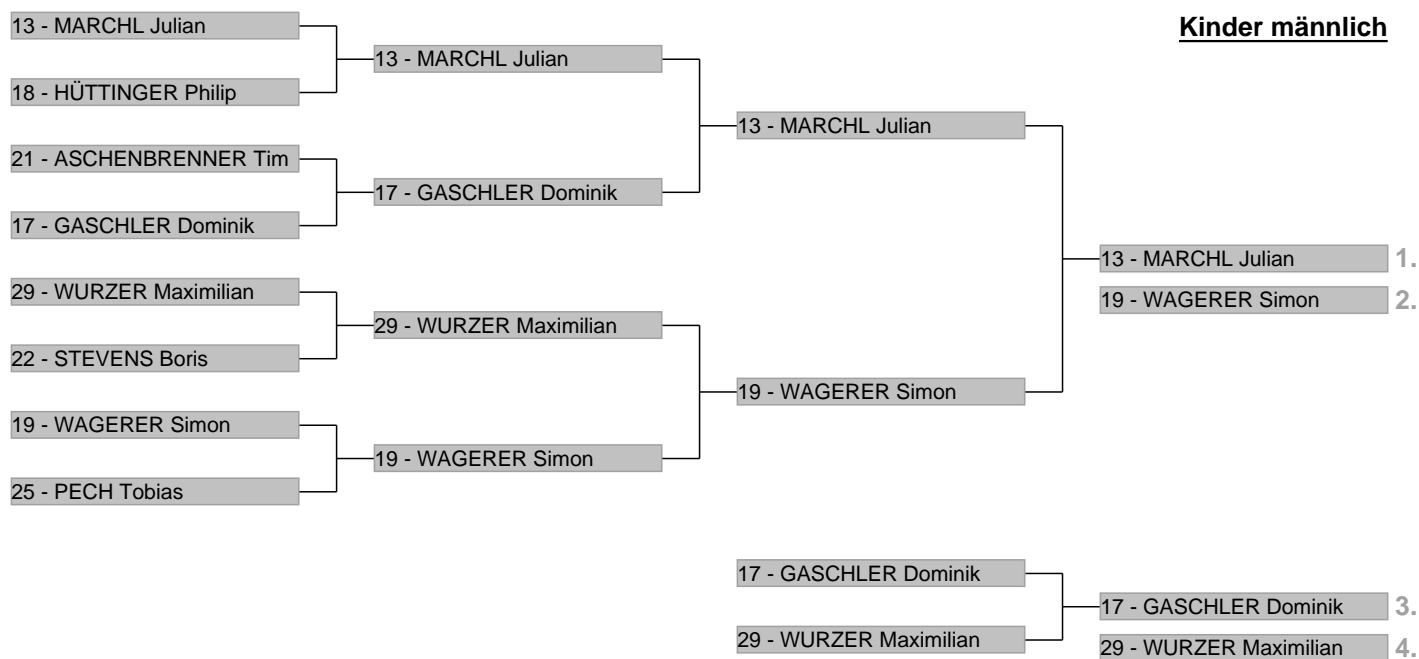 Kinder männlich
13 - MARCHL Julian
18 - HÜTTINGER Philip
21 - ASCHENBRENNER Tim
17 - GASCHLER Dominik
29 - WURZER Maximilian
22 - STEVENS Boris
19 - WAGERER Simon
25 - PECH Tobias
13 - MARCHL Julian
17 - GASCHLER Dominik
29 - WURZER Maximilian
19 - WAGERER Simon
13 - MARCHL Julian
19 - WAGERER Simon
13 - MARCHL Julian 1.
19 - WAGERER Simon 2.
17 - GASCHLER Dominik
29 - WURZER Maximilian
17 - GASCHLER Dominik 3.
29 - WURZER Maximilian 4.